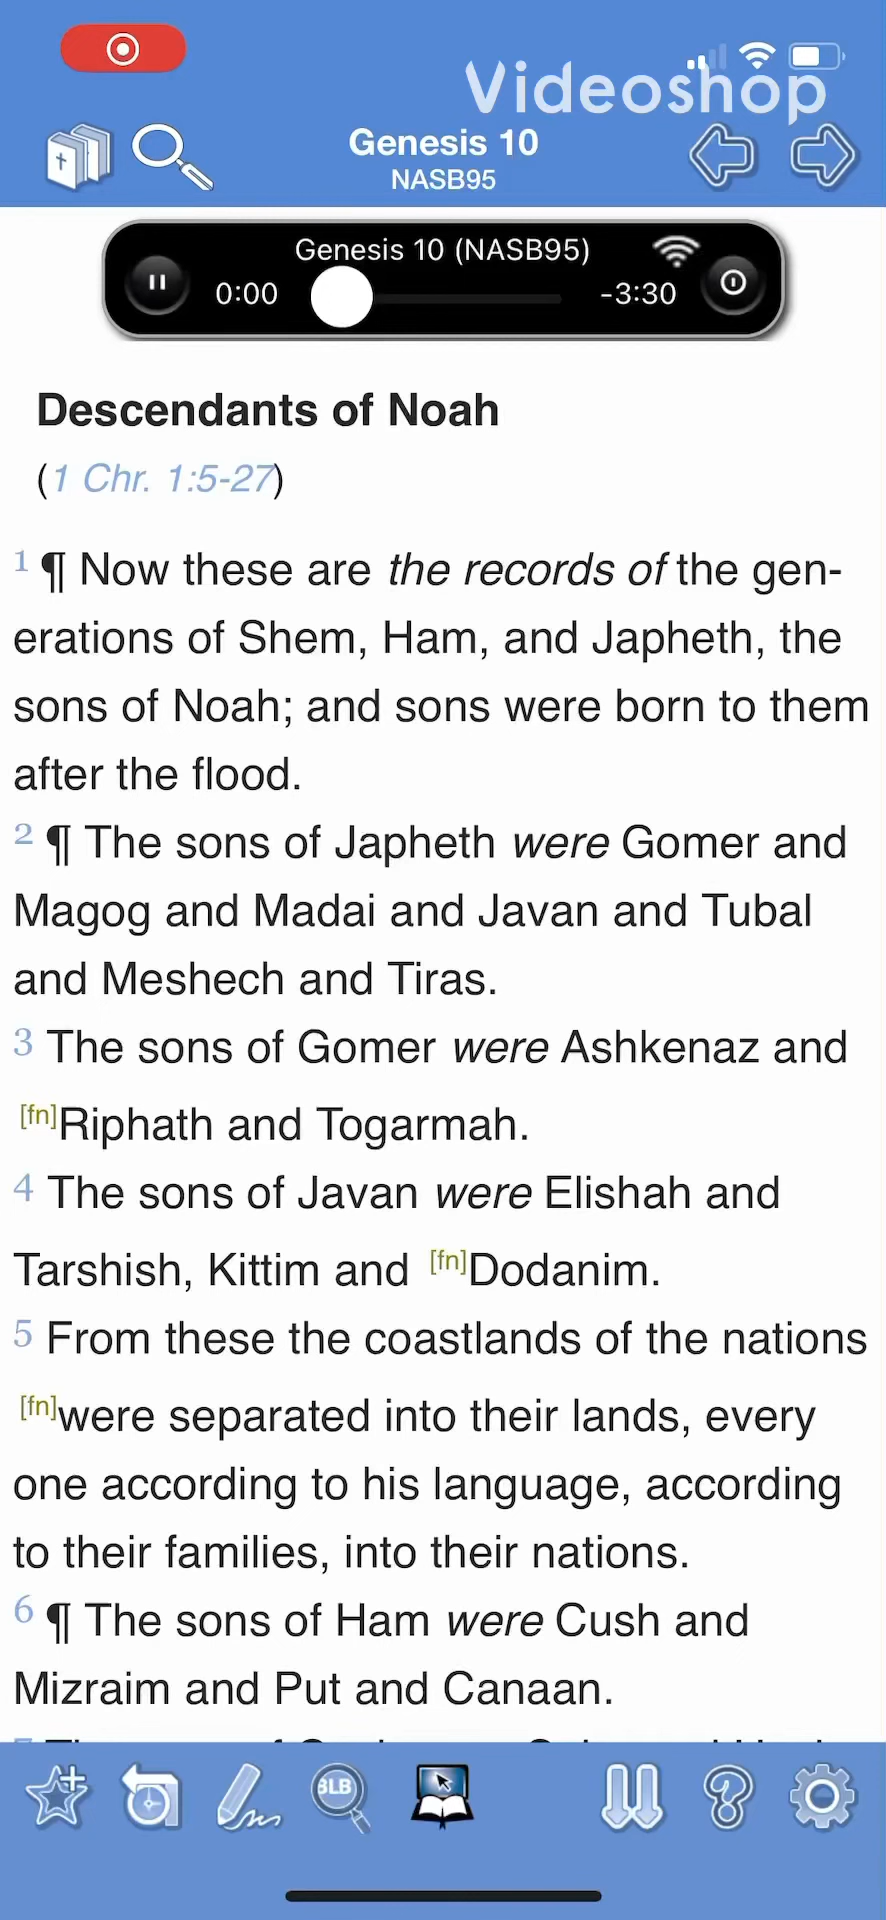 Videoshop
Genesis 10
NASB95
Genesis 10 (NASB95)
0:00
-3:30
Descendants of Noah
(1 Chr. 1:5-27)
1 ¶ Now these are the records of the gen-
erations of Shem, Ham, and Japheth, the
sons of Noah; and sons were born to them
after the flood.
2 ¶ The sons of Japheth were Gomer and
Magog and Madai and Javan and Tubal
and Meshech and Tiras.
3 The sons of Gomer were Ashkenaz and
[fn]Riphath and Togarmah.
4 The sons of Javan were Elishah and
Tarshish, Kittim and [fn]Dodanim.
5 From these the coastlands of the nations
[fn]were separated into their lands, every
one according to his language, according
to their families, into their nations.
6 ¶ The sons of Ham were Cush and
Mizraim and Put and Canaan.
BLB